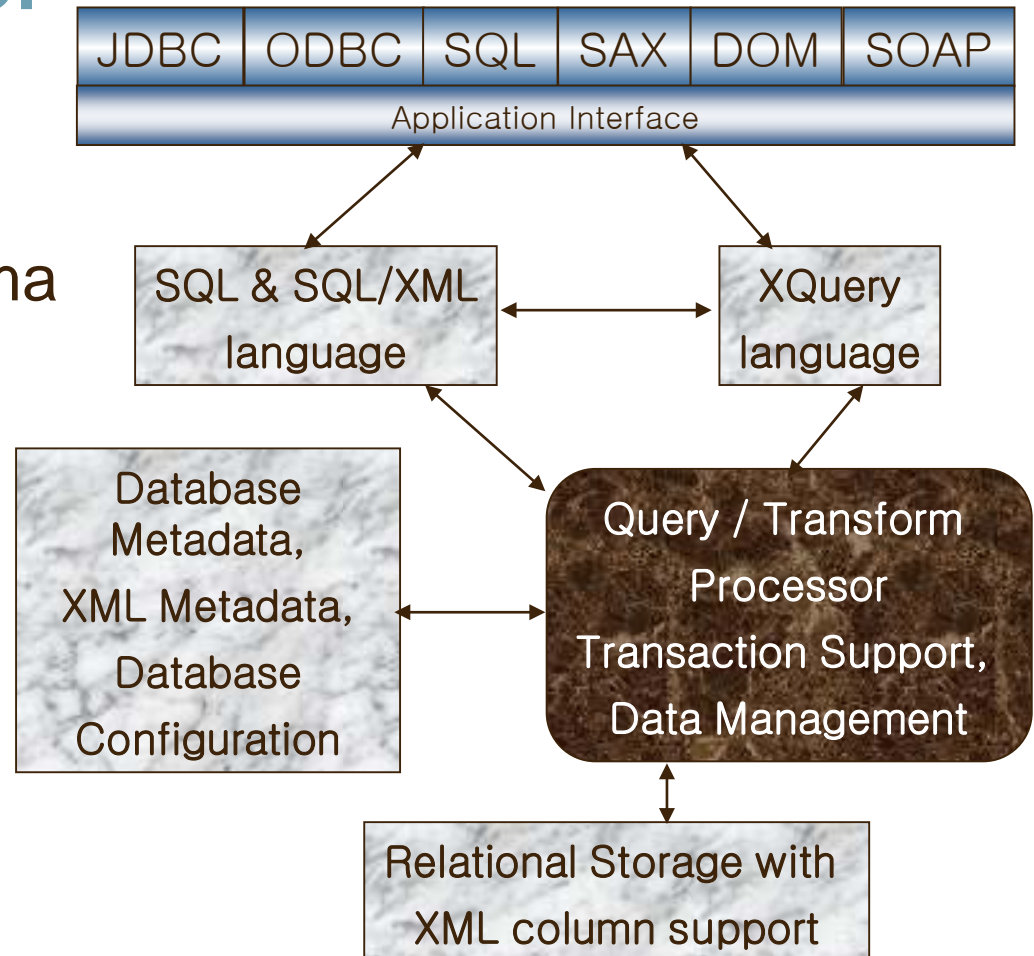 JDBC ODBC SQL SAX DOM SOAP
Application Interface
SQL & SQL/XML
language
XQuery
language
Database
Metadata,
XML Metadata,
Database
Configuration
Query / Transform
Processor
Transaction Support,
Data Management
Relational Storage with
XML column support